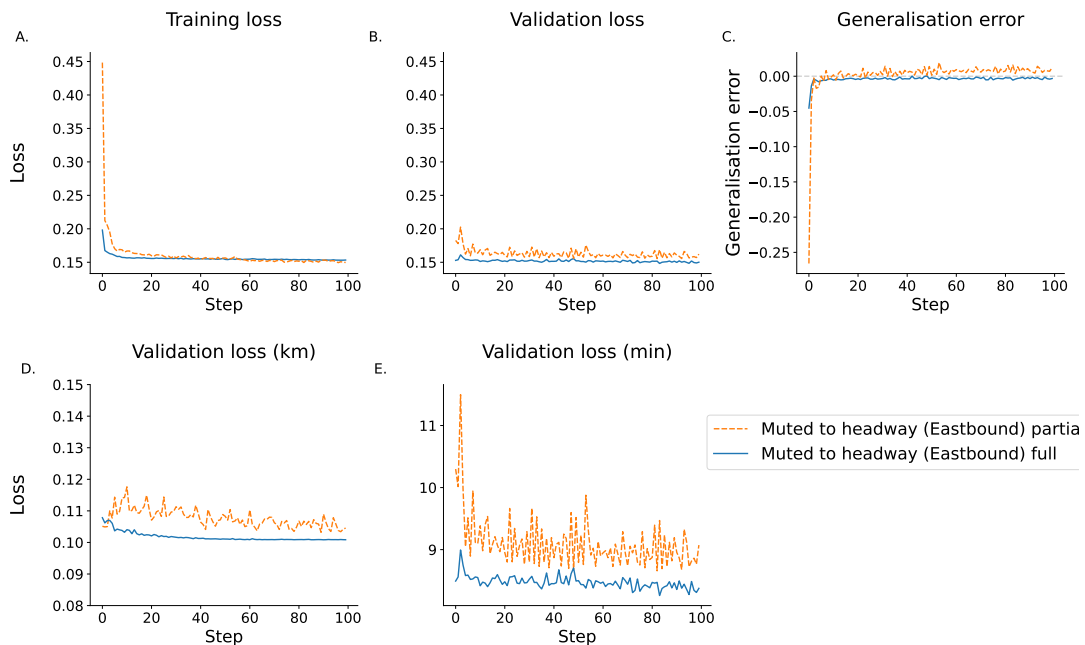 Training loss
Validation loss
Generalisation error
A.
B.
C.
0.45
0.40
0.35
0.30
0.25
0.20
0.15
Loss
0 20 40 60 80 100
Step
0.45
0.40
0.35
0.30
0.25
0.20
0.15
0 20 40 60 80 100
Step
0.00
−0.05
−0.10
−0.15
−0.20
−0.25
Generalisation error
0 20 40 60 80 100
Step
Validation loss (km)
Validation loss (min)
D.
E.
0.15
0.14
0.13
0.12
0.11
0.10
0.09
0.08
Loss
0 20 40 60 80 100
Step
11
10
9
0 20 40 60 80 100
Step
Muted to headway (Eastbound) partia
Muted to headway (Eastbound) full